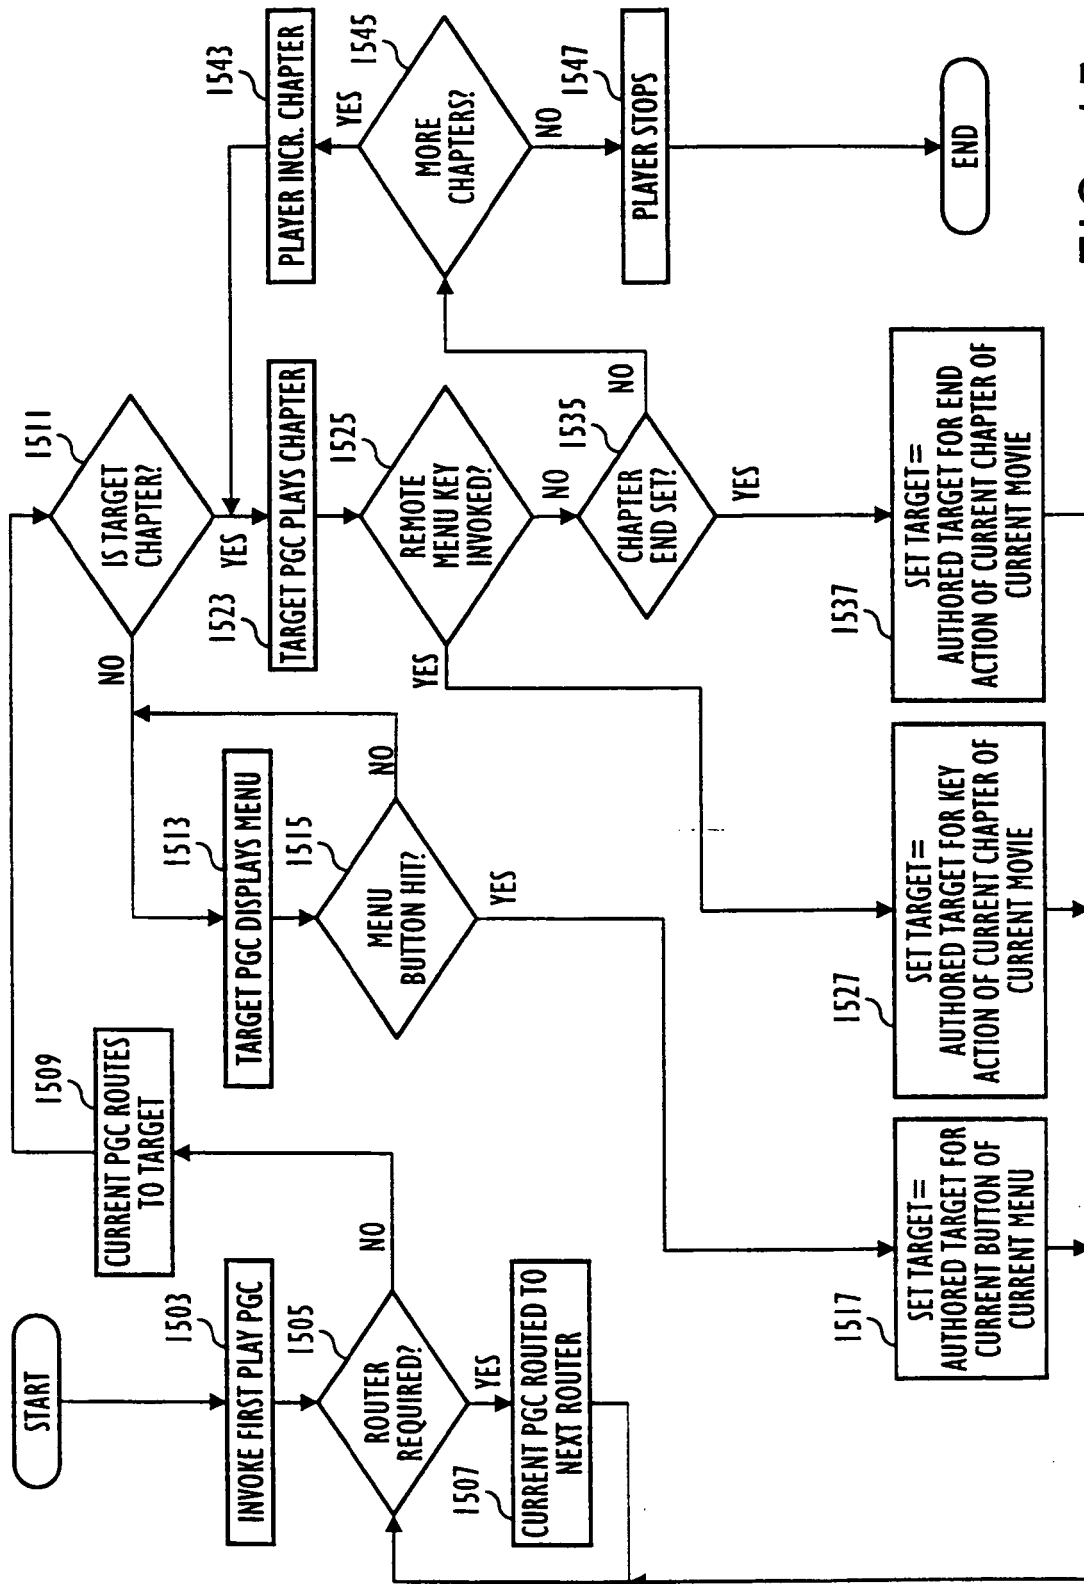 START
1503
INVOKE FIRST PLAY PGC
1505
ROUTER
REQUIRED?
YES
NO
1507
CURRENT PGC ROUTED TO
NEXT ROUTER
1509
CURRENT PGC ROUTES
TO TARGET
1511
IS TARGET
CHAPTER?
NO
YES
1513
TARGET PGC DISPLAYS MENU
1515
MENU
BUTTON HIT?
NO
YES
1517
SET TARGET=
AUTHORED TARGET FOR
CURRENT BUTTON OF
CURRENT MENU
1523
TARGET PGC PLAYS CHAPTER
1525
REMOTE
MENU KEY
INVOKED?
YES
NO
1527
SET TARGET=
AUTHORED TARGET FOR KEY
ACTION OF CURRENT CHAPTER OF
CURRENT MOVIE
1535
CHAPTER
END SET?
NO
YES
1537
SET TARGET=
AUTHORED TARGET FOR END
ACTION OF CURRENT CHAPTER OF
CURRENT MOVIE
1543
PLAYER INCR. CHAPTER
1545
MORE
CHAPTERS?
YES
NO
1547
PLAYER STOPS
END